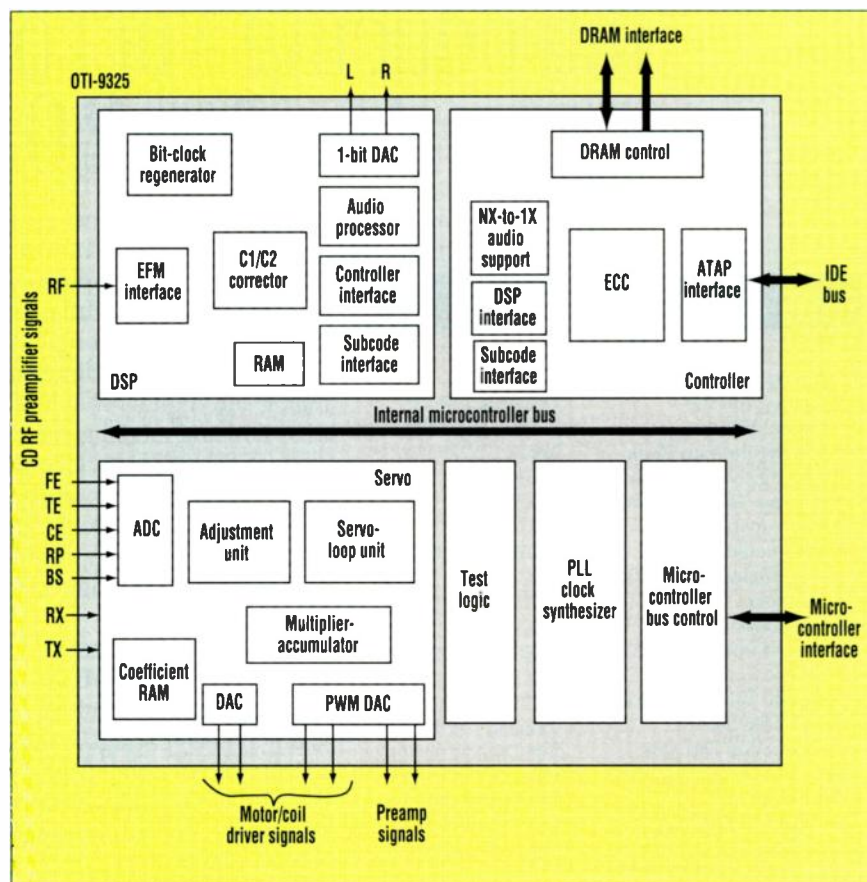 DRAM interface
OTI-9325
L
R
Bit-clock
regenerator
1-bit DAC
DRAM control
Audio
processor
NX-to-1X
audio
support
RF
EFM
interface
C1/C2
corrector
Controller
interface
DSP
interface
ECC
ATAP
interface
IDE
bus
RAM
Subcode
interface
Subcode
interface
DSP
Controller
CD RF preamplifier signals
Internal microcontroller bus
Servo
FE
TE
CE
RP
BS
RX
TX
ADC
Adjustment
unit
Servo-
loop unit
Multiplier-
accumulator
Coefficient
RAM
DAC
PWM DAC
Test
logic
PLL
clock
synthesizer
Micro-
controller
bus control
Micro-
controller
interface
Motor/coil
driver signals
Preamp
signals